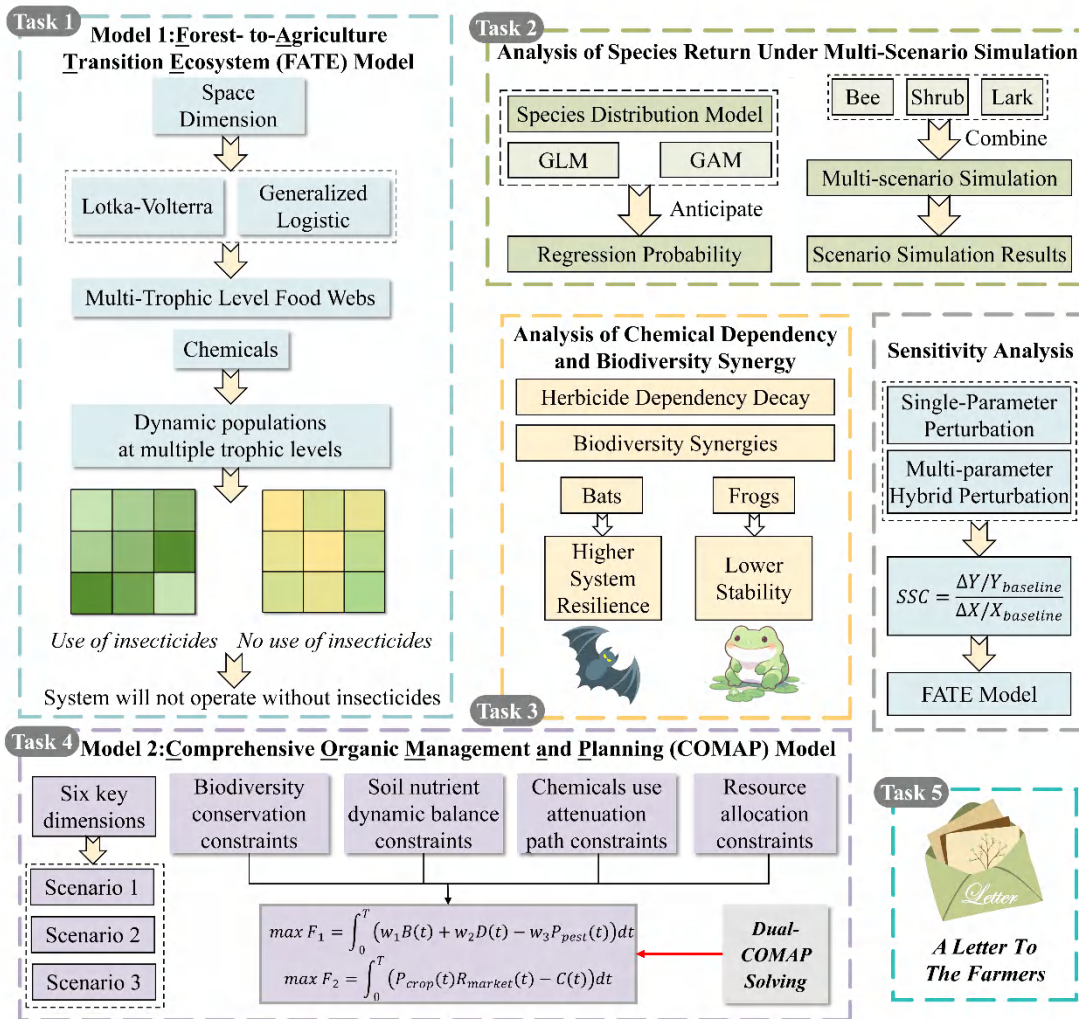 Task 1
Model 1:Forest- to-Agriculture
Transition Ecosystem (FATE) Model
Space
Dimension
Lotka-Volterra
Generalized
Logistic
Multi-Trophic Level Food Webs
Chemicals
Dynamic populations
at multiple trophic levels
Use of insecticides
No use of insecticides
System will not operate without insecticides
Task 2
Analysis of Species Return Under Multi-Scenario Simulation
Species Distribution Model
GLM
GAM
Anticipate
Regression Probability
Bee
Shrub
Lark
Combine
Multi-scenario Simulation
Scenario Simulation Results
Analysis of Chemical Dependency
and Biodiversity Synergy
Herbicide Dependency Decay
Biodiversity Synergies
Bats
Frogs
Higher
System
Resilience
Lower
Stability
Task 3
Sensitivity Analysis
Single-Parameter
Perturbation
Multi-parameter
Hybrid Perturbation
SSC = ΔY/Y_baseline / ΔX/X_baseline
FATE Model
Task 4
Model 2:Comprehensive Organic Management and Planning (COMAP) Model
Six key
dimensions
Scenario 1
Scenario 2
Scenario 3
Biodiversity
conservation
constraints
Soil nutrient
dynamic balance
constraints
Chemicals use
attenuation
path constraints
Resource
allocation
constraints
max F₁ = ∫₀ᵀ (w₁B(t) + w₂D(t) − w₃P_pest(t))dt
max F₂ = ∫₀ᵀ (P_crop(t)R_market(t) − C(t))dt
Dual-
COMAP
Solving
Task 5
Letter
A Letter To
The Farmers